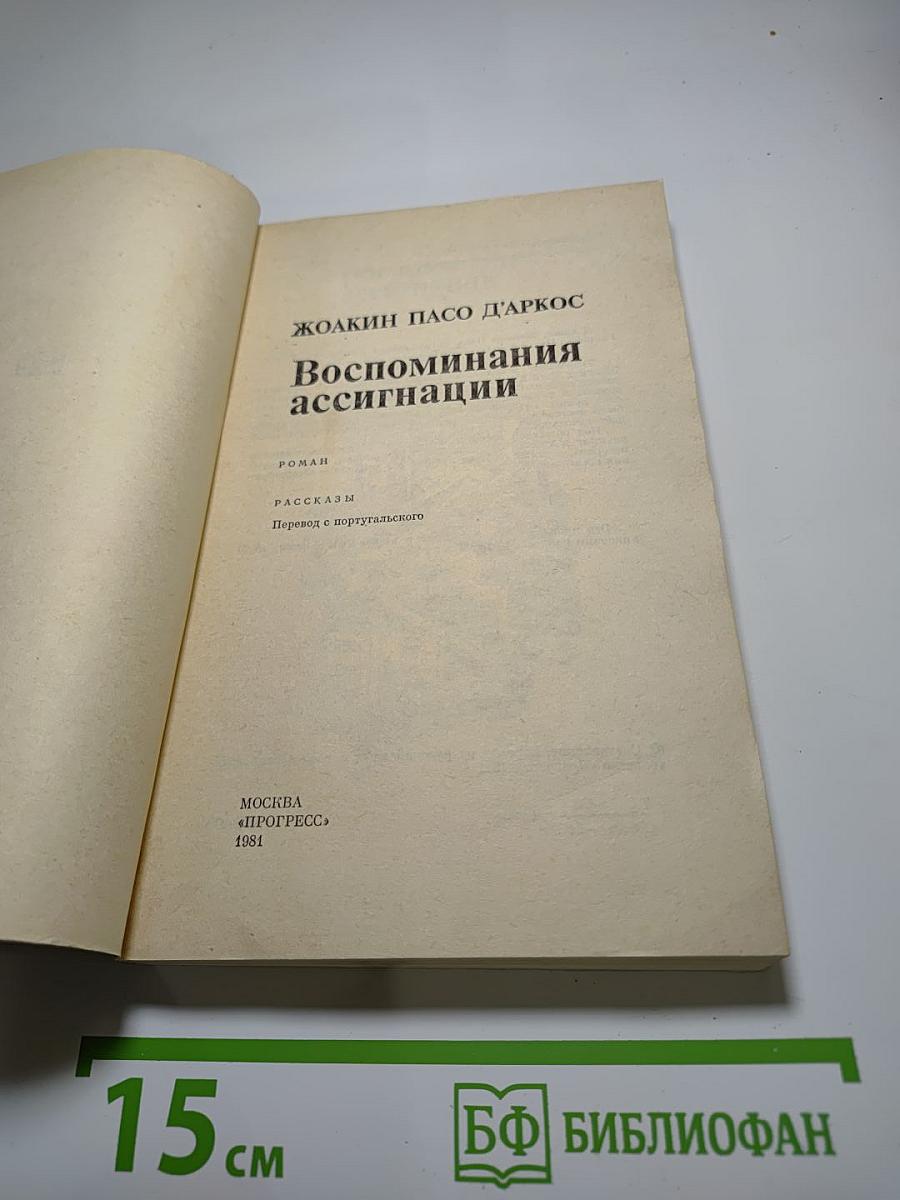 ЖОАКИН ПАСО Д'АРКОС
Воспоминания
ассигнации
РОМАН
РАССКАЗЫ
Перевод с португальского
МОСКВА
«ПРОГРЕСС»
1981
15 см
БФ БИБЛИОФАН